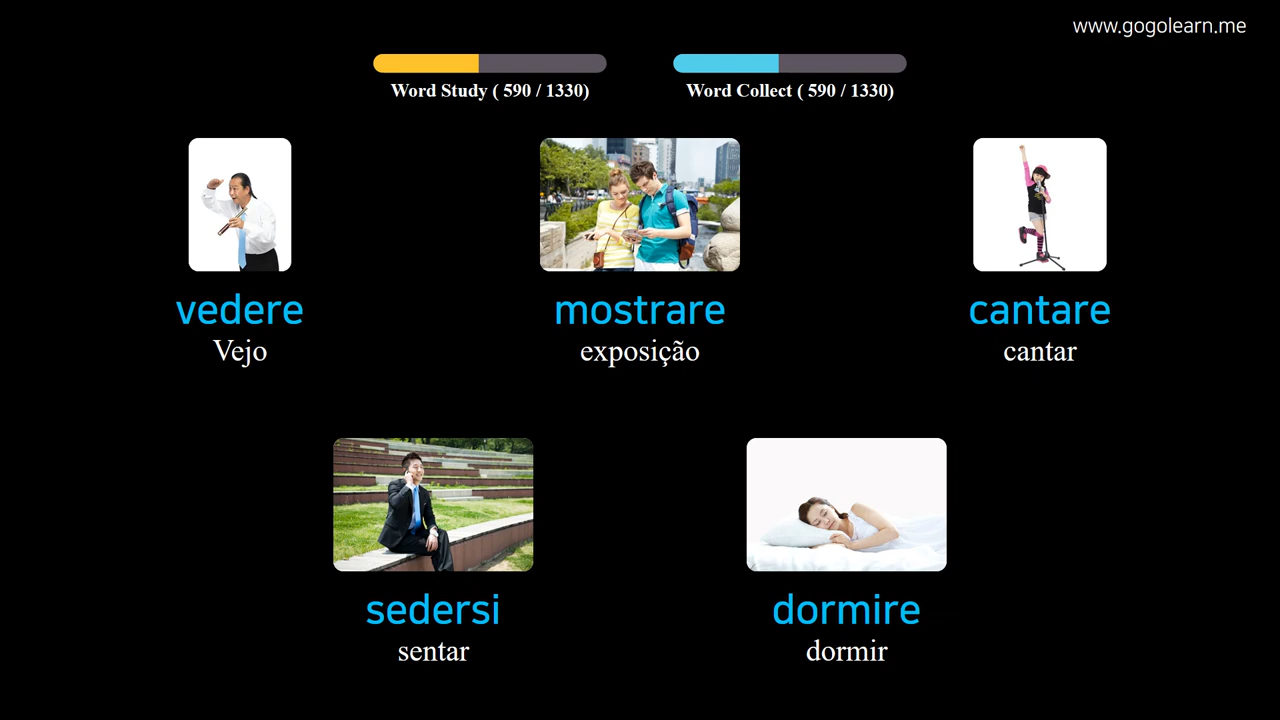 www.gogolearn.me
Word Study ( 590 / 1330)
Word Collect ( 590 / 1330)
vedere
Vejo
mostrare
exposição
cantare
cantar
sedersi
sentar
dormire
dormir